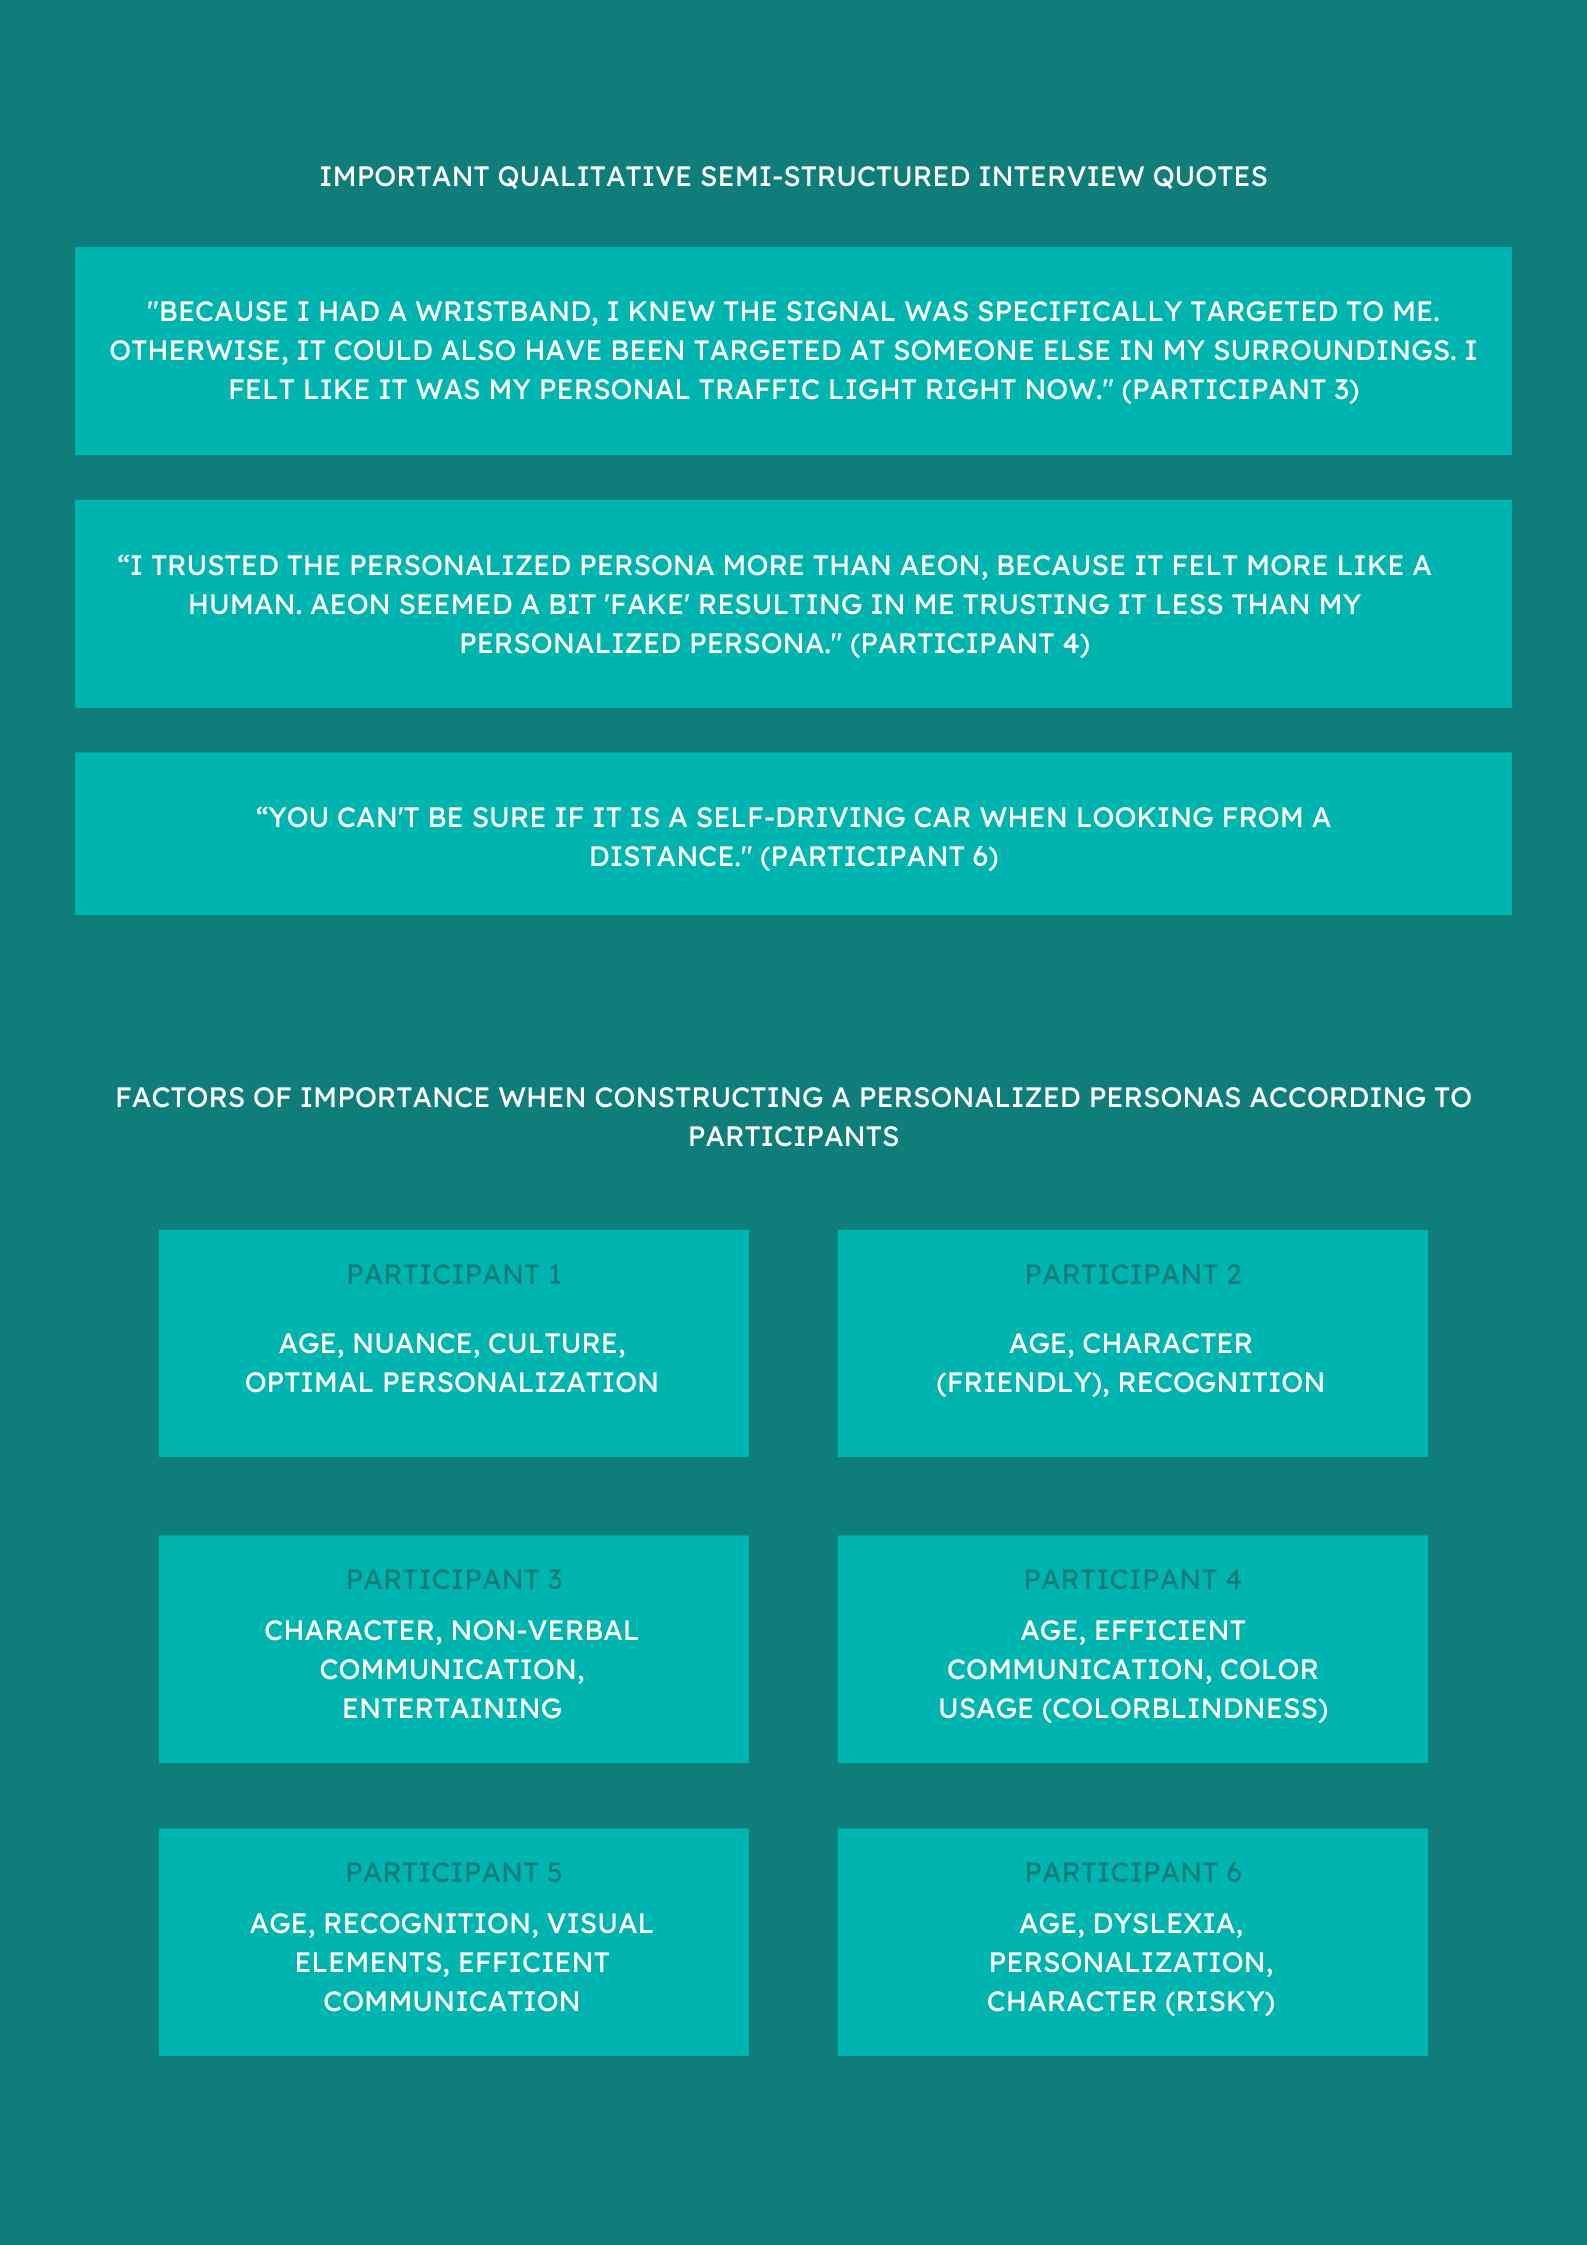 IMPORTANT QUALITATIVE SEMI-STRUCTURED INTERVIEW QUOTES
"BECAUSE I HAD A WRISTBAND, I KNEW THE SIGNAL WAS SPECIFICALLY TARGETED TO ME.
OTHERWISE, IT COULD ALSO HAVE BEEN TARGETED AT SOMEONE ELSE IN MY SURROUNDINGS. I
FELT LIKE IT WAS MY PERSONAL TRAFFIC LIGHT RIGHT NOW." (PARTICIPANT 3)
“I TRUSTED THE PERSONALIZED PERSONA MORE THAN AEON, BECAUSE IT FELT MORE LIKE A
HUMAN. AEON SEEMED A BIT 'FAKE' RESULTING IN ME TRUSTING IT LESS THAN MY
PERSONALIZED PERSONA." (PARTICIPANT 4)
“YOU CAN'T BE SURE IF IT IS A SELF-DRIVING CAR WHEN LOOKING FROM A
DISTANCE." (PARTICIPANT 6)
FACTORS OF IMPORTANCE WHEN CONSTRUCTING A PERSONALIZED PERSONAS ACCORDING TO
PARTICIPANTS
PARTICIPANT 1
AGE, NUANCE, CULTURE,
OPTIMAL PERSONALIZATION
PARTICIPANT 2
AGE, CHARACTER
(FRIENDLY), RECOGNITION
PARTICIPANT 3
CHARACTER, NON-VERBAL
COMMUNICATION,
ENTERTAINING
PARTICIPANT 4
AGE, EFFICIENT
COMMUNICATION, COLOR
USAGE (COLORBLINDNESS)
PARTICIPANT 5
AGE, RECOGNITION, VISUAL
ELEMENTS, EFFICIENT
COMMUNICATION
PARTICIPANT 6
AGE, DYSLEXIA,
PERSONALIZATION,
CHARACTER (RISKY)